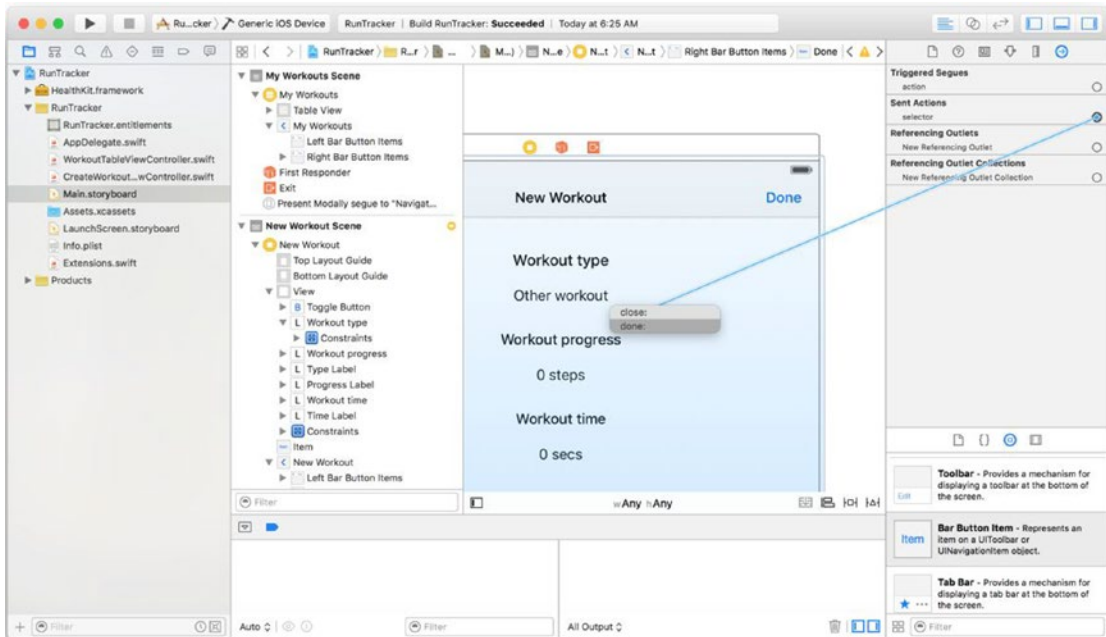 Ru...cker) Generic iOS Device RunTracker | Build RunTracker: Succeeded | Today at 6:25 AM
RunTracker R...r M...) N...e N...t N...t Right Bar Button Items Done
RunTracker
HealthKit.framework
RunTracker
RunTracker.entitlements
AppDelegate.swift
WorkoutTableViewController.swift
CreateWorkout...wController.swift
Main.storyboard
Assets.xcassets
LaunchScreen.storyboard
Info.plist
Extensions.swift
Products
Filter
My Workouts Scene
My Workouts
Table View
My Workouts
Left Bar Button Items
Right Bar Button Items
First Responder
Exit
Present Modally segue to "Navigat...
New Workout Scene
New Workout
Top Layout Guide
Bottom Layout Guide
View
B Toggle Button
L Workout type
Constraints
L Workout progress
L Type Label
L Progress Label
L Workout time
L Time Label
Constraints
Item
New Workout
Left Bar Button Items
Filter
New Workout Done
Workout type
Other workout
close:
done:
Workout progress
0 steps
Workout time
0 secs
wAny hAny
Auto
Filter
All Output
Triggered Segues
action
Sent Actions
selector
Referencing Outlets
New Referencing Outlet
Referencing Outlet Collections
New Referencing Outlet Collection
Edit
Toolbar - Provides a mechanism for
displaying a toolbar at the bottom of
the screen.
Item
Bar Button Item - Represents an
item on a UIToolbar or
UINavigationItem object.
Tab Bar - Provides a mechanism for
displaying a tab bar at the bottom of
the screen.
Filter